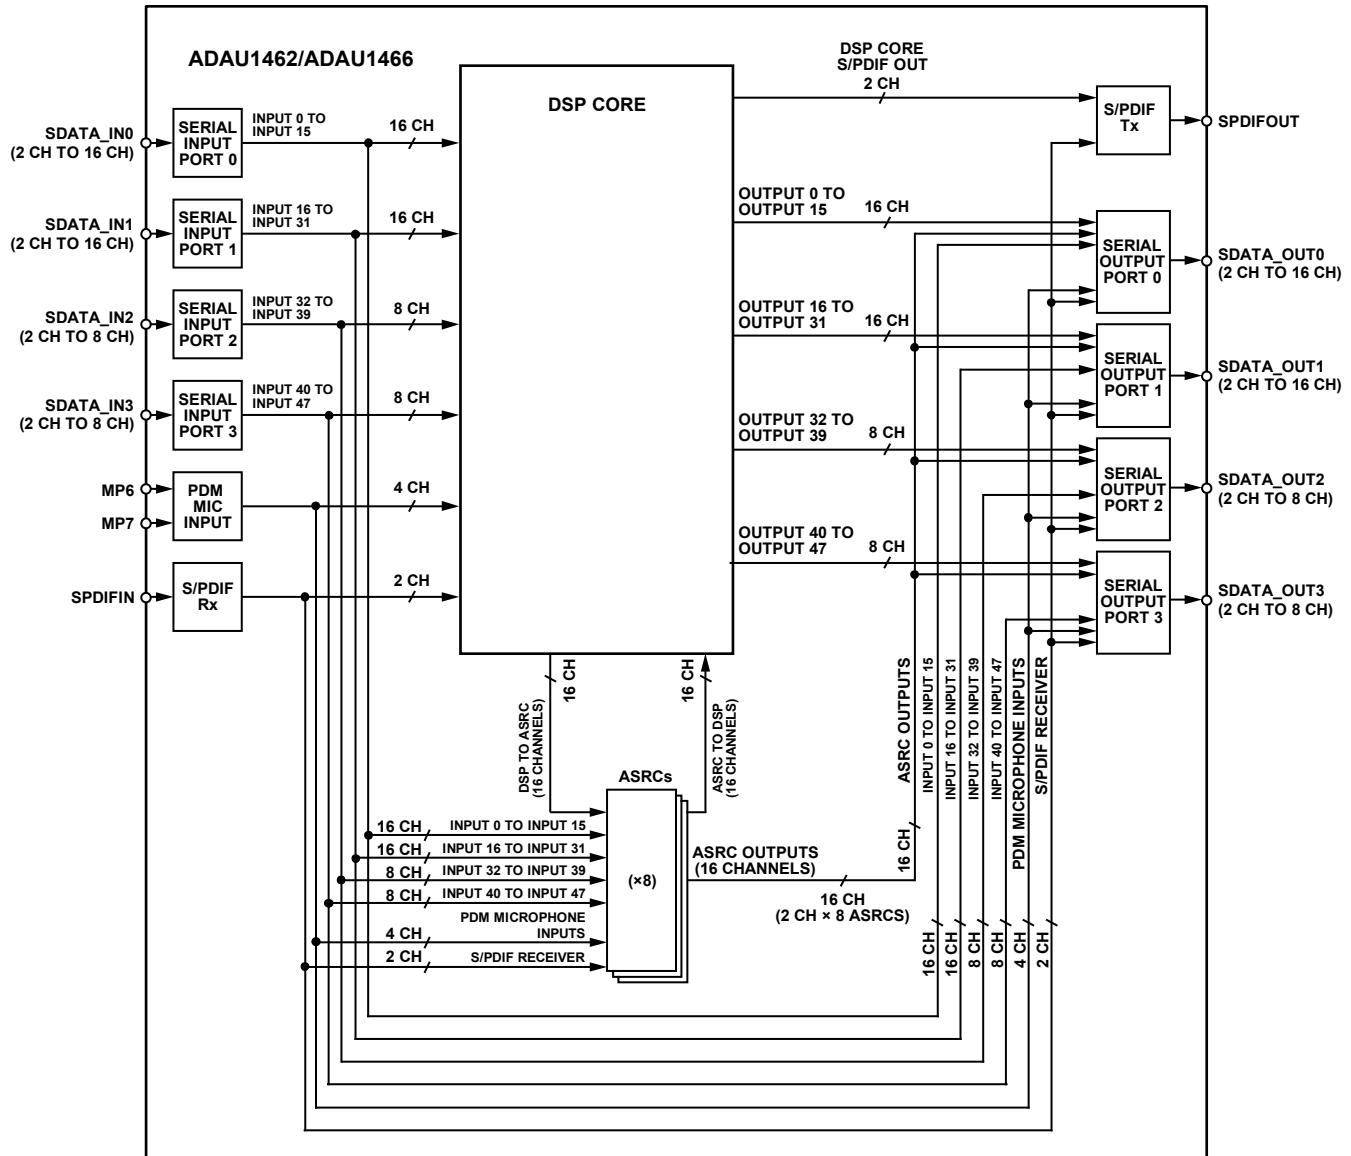 ADAU1462/ADAU1466
DSP CORE
DSP CORE
S/PDIF OUT
2 CH
S/PDIF
Tx
SPDIFOUT
SDATA_IN0
(2 CH TO 16 CH)
SERIAL
INPUT
PORT 0
INPUT 0 TO
INPUT 15
16 CH
SDATA_IN1
(2 CH TO 16 CH)
SERIAL
INPUT
PORT 1
INPUT 16 TO
INPUT 31
16 CH
SDATA_IN2
(2 CH TO 8 CH)
SERIAL
INPUT
PORT 2
INPUT 32 TO
INPUT 39
8 CH
SDATA_IN3
(2 CH TO 8 CH)
SERIAL
INPUT
PORT 3
INPUT 40 TO
INPUT 47
8 CH
MP6
MP7
PDM
MIC
INPUT
4 CH
SPDIFIN
S/PDIF
Rx
2 CH
OUTPUT 0 TO
OUTPUT 15
16 CH
SERIAL
OUTPUT
PORT 0
SDATA_OUT0
(2 CH TO 16 CH)
OUTPUT 16 TO
OUTPUT 31
16 CH
SERIAL
OUTPUT
PORT 1
SDATA_OUT1
(2 CH TO 16 CH)
OUTPUT 32 TO
OUTPUT 39
8 CH
SERIAL
OUTPUT
PORT 2
SDATA_OUT2
(2 CH TO 8 CH)
OUTPUT 40 TO
OUTPUT 47
8 CH
SERIAL
OUTPUT
PORT 3
SDATA_OUT3
(2 CH TO 8 CH)
16 CH
DSP TO ASRC
(16 CHANNELS)
16 CH
ASRC TO DSP
(16 CHANNELS)
ASRCs
(×8)
16 CH
INPUT 0 TO INPUT 15
16 CH
INPUT 16 TO INPUT 31
8 CH
INPUT 32 TO INPUT 39
8 CH
INPUT 40 TO INPUT 47
PDM MICROPHONE
INPUTS
4 CH
2 CH
S/PDIF RECEIVER
ASRC OUTPUTS
(16 CHANNELS)
16 CH
(2 CH × 8 ASRCS)
ASRC OUTPUTS
16 CH
INPUT 0 TO INPUT 15
16 CH
INPUT 16 TO INPUT 31
16 CH
INPUT 32 TO INPUT 39
8 CH
INPUT 40 TO INPUT 47
8 CH
PDM MICROPHONE INPUTS
4 CH
S/PDIF RECEIVER
2 CH